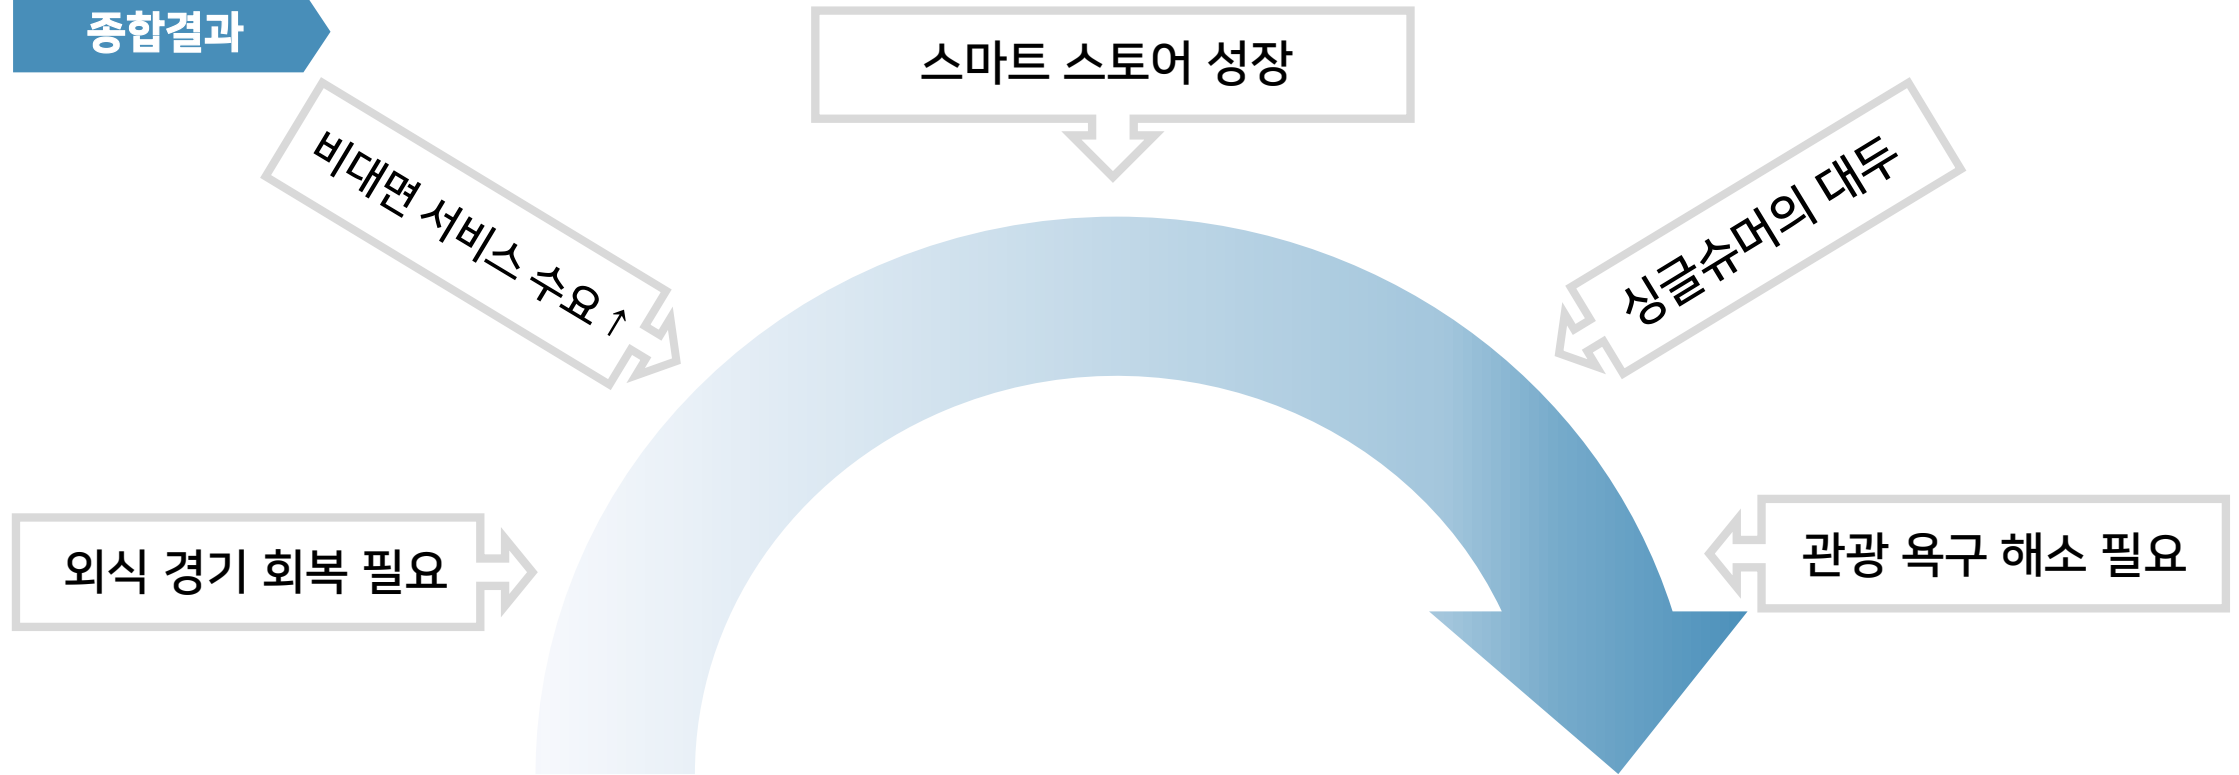 종합결과
스마트 스토어 성장
비대면 서비스 수요 ↑
싱글슈머의 대두
외식 경기 회복 필요
관광 욕구 해소 필요